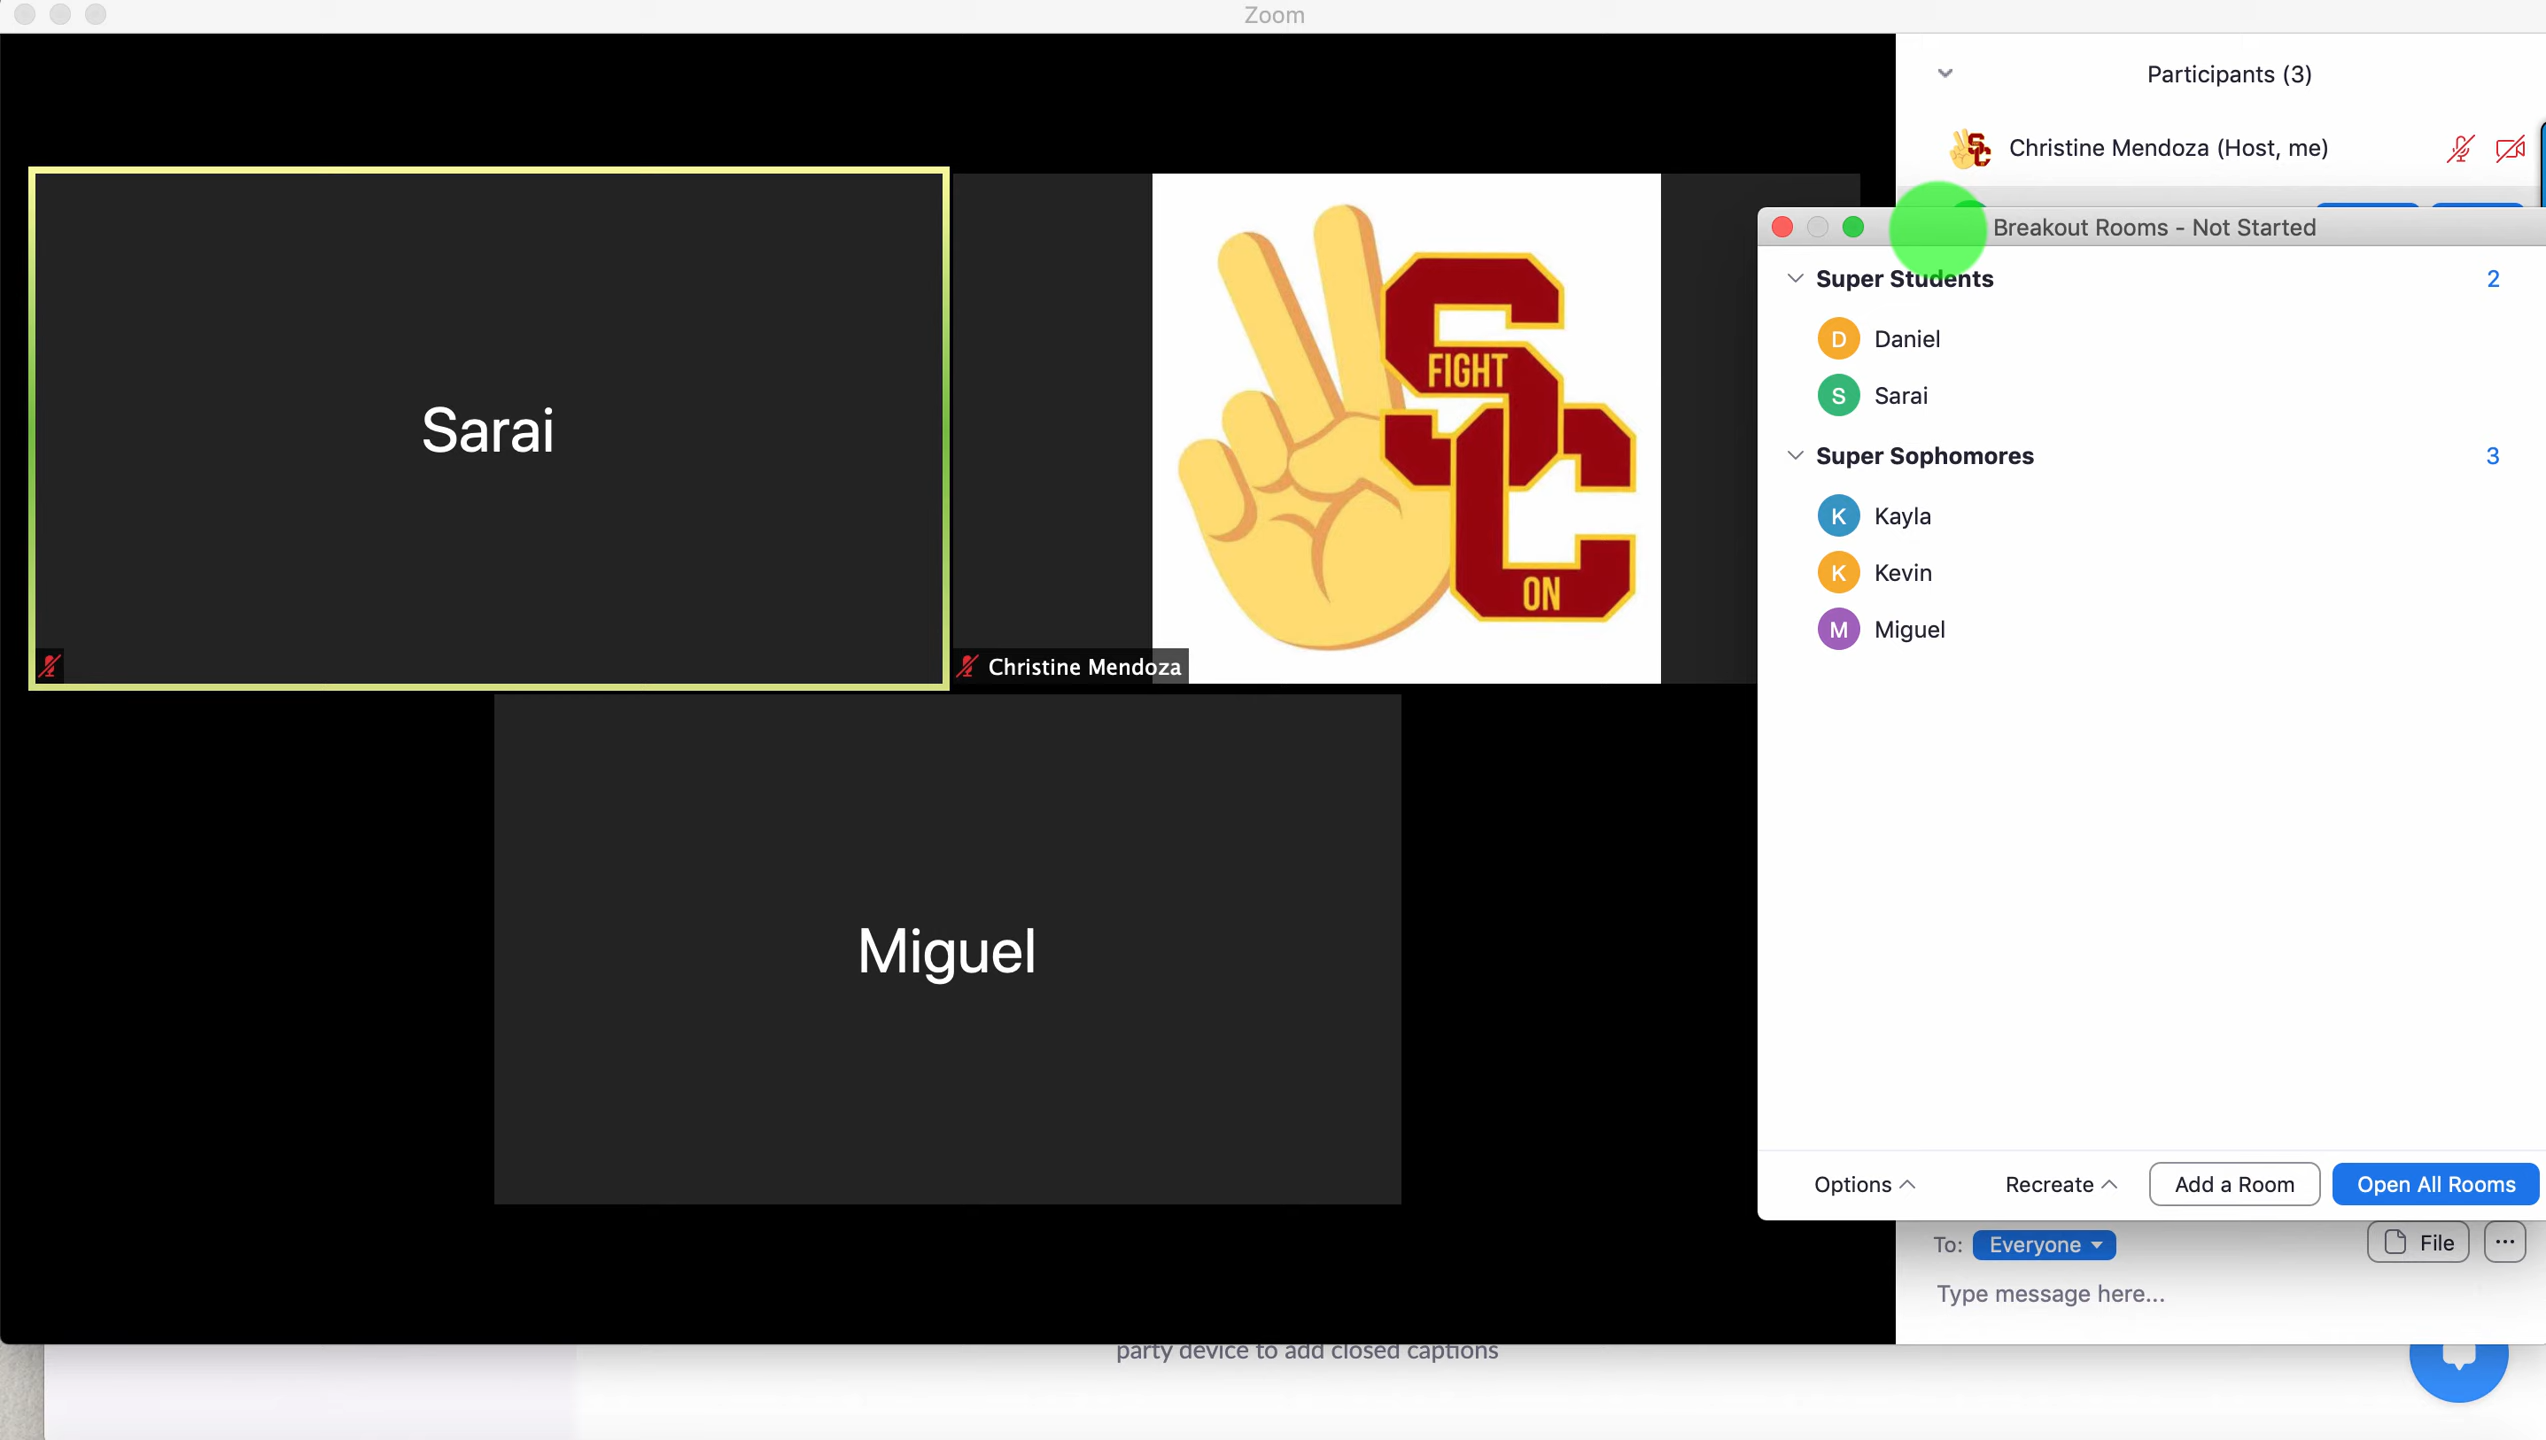 Zoom
Participants (3)
Christine Mendoza (Host, me)
Breakout Rooms - Not Started
Super Students 2
D Daniel
S Sarai
Super Sophomores 3
K Kayla
K Kevin
M Miguel
Options
Recreate
Add a Room
Open All Rooms
Sarai
FIGHT
SC
ON
Christine Mendoza
Miguel
To: Everyone
File
...
Type message here...
party device to add closed captions